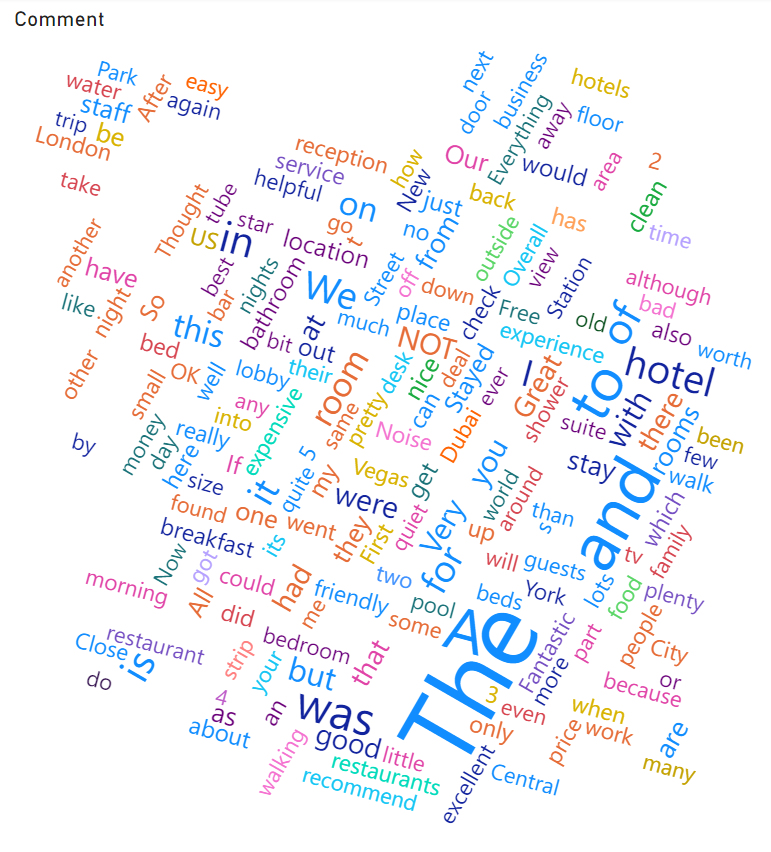 Comment
next
business
Park
water
After
easy
hotels
staff
again
door
Everything
away
floor
trip
be
London
reception
how
Our
would
area
2
service
helpful
New
back
clean
take
Thought
tube
on
just
has
time
another
US
in
star
go
t
no
from
outside
Overall
view
location
have
best
nights
bathroom
We
Street
off
down
check
Station
although
like
night
So
bar
at
much
place
Free
old
of
bad
also
worth
this
bit
out
NOT
experience
hotel
other
bed
OK
well
lobby
their
room
desk
nice
deal
Stayed
I
Great
to
small
any
expensive
same
pretty
can
Dubai
ever
shower
with
there
rooms
been
money
day
into
really
Noise
suite
few
by
here
If
quite
5
my
Vegas
get
you
stay
walk
size
it
were
world
around
and
which
found
one
went
they
First
quiet
Very
up
than
s
breakfast
its
for
will
guests
tv
family
Now
got
could
had
two
York
lots
food
plenty
morning
All
friendly
pool
beds
me
some
did
A
The
Fantastic
part
people
City
Close
restaurant
is
strip
bedroom
that
your
but
more
because
or
do
4
as
an
was
3
even
when
about
good
little
only
price
work
are
walking
restaurants
recommend
excellent
Central
many